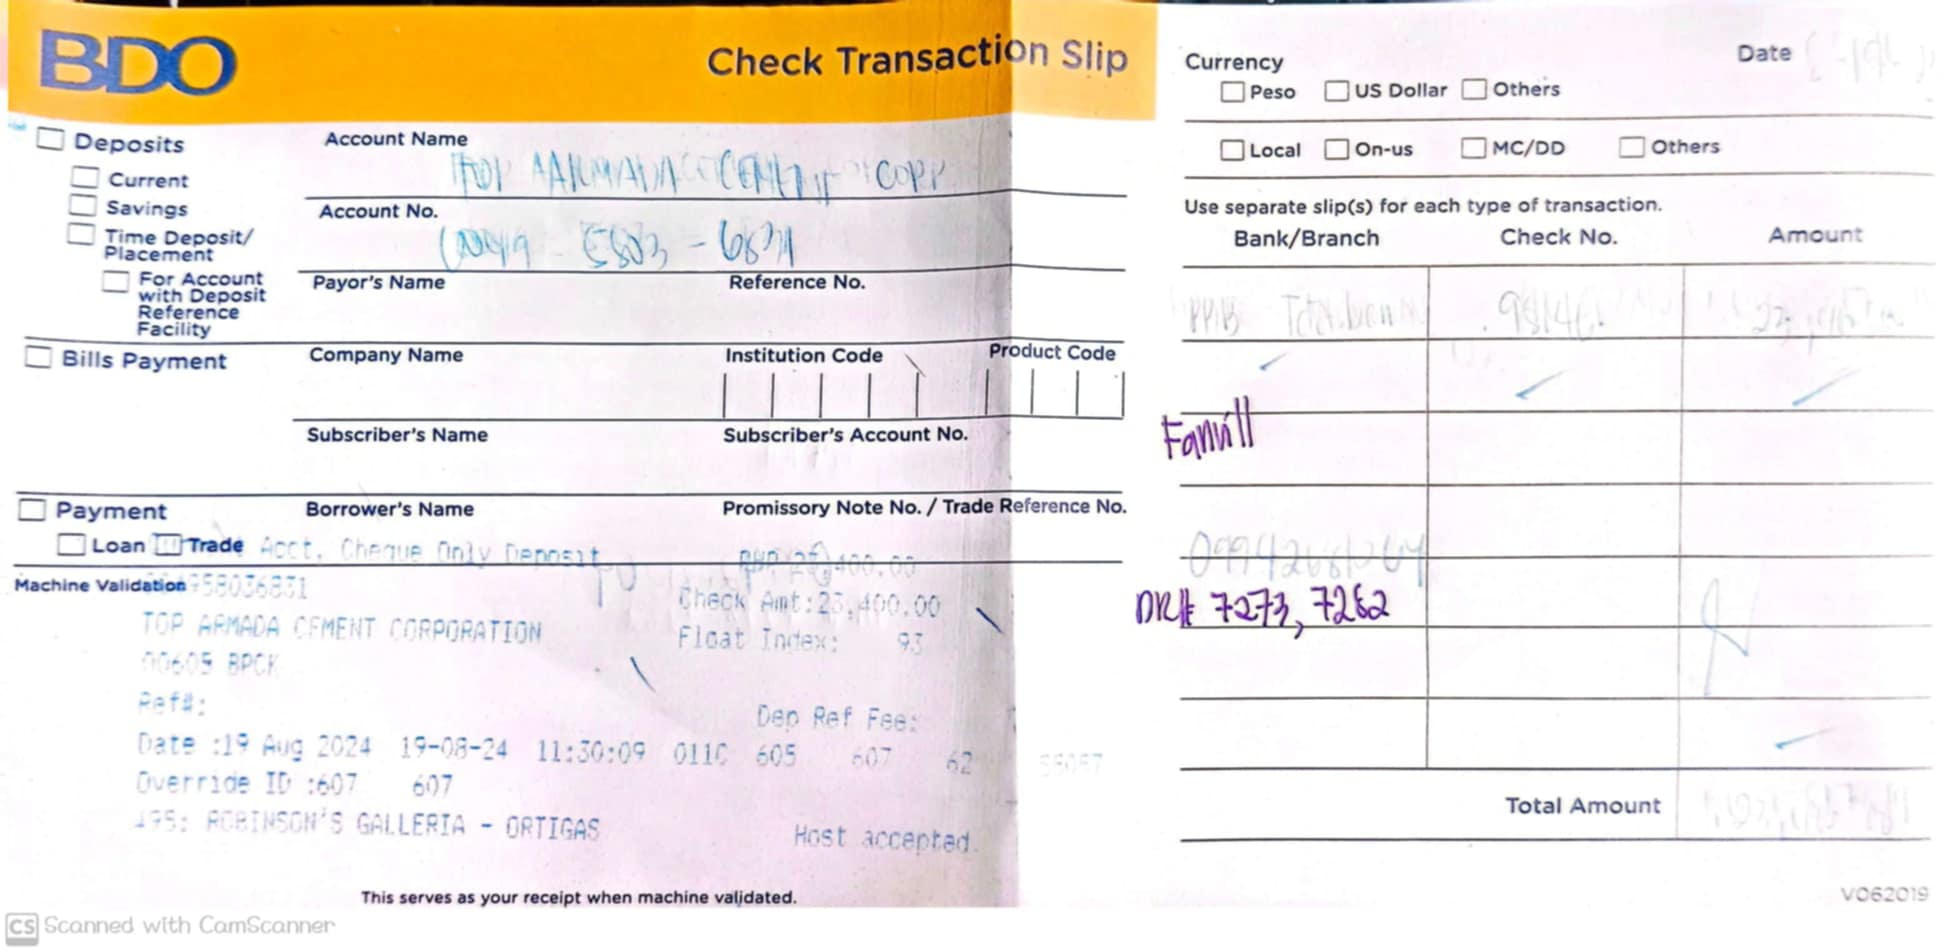 BDO
Check Transaction Slip
Deposits
Current
Savings
Time Deposit/
Placement
For Account
with Deposit
Reference
Facility
Bills Payment
Payment
Loan Trade
Account Name
CORP
Account No.
Payor's Name Reference No.
Company Name Institution Code Product Code
Subscriber's Name Subscriber's Account No.
Borrower's Name Promissory Note No. / Trade Reference No.
Acct. Cheque Only Deposit
Machine Validation
Check Amt:23,400.00
TOP ARMADA CEMENT CORPORATION
Float Index: 93
00605 BPCK
Ref#:
Dep Ref Fee:
Date :19 Aug 2024 19-08-24 11:30:09 605 607 62
Override ID :607 607
ROBINSON'S GALLERIA - ORTIGAS
Host accepted.
This serves as your receipt when machine validated.
Currency Date
Peso US Dollar Others
Local On-us MC/DD Others
Use separate slip(s) for each type of transaction.
Bank/Branch Check No. Amount
Fanvill
DR# 7273, 7282
Total Amount
V062019
CS Scanned with CamScanner